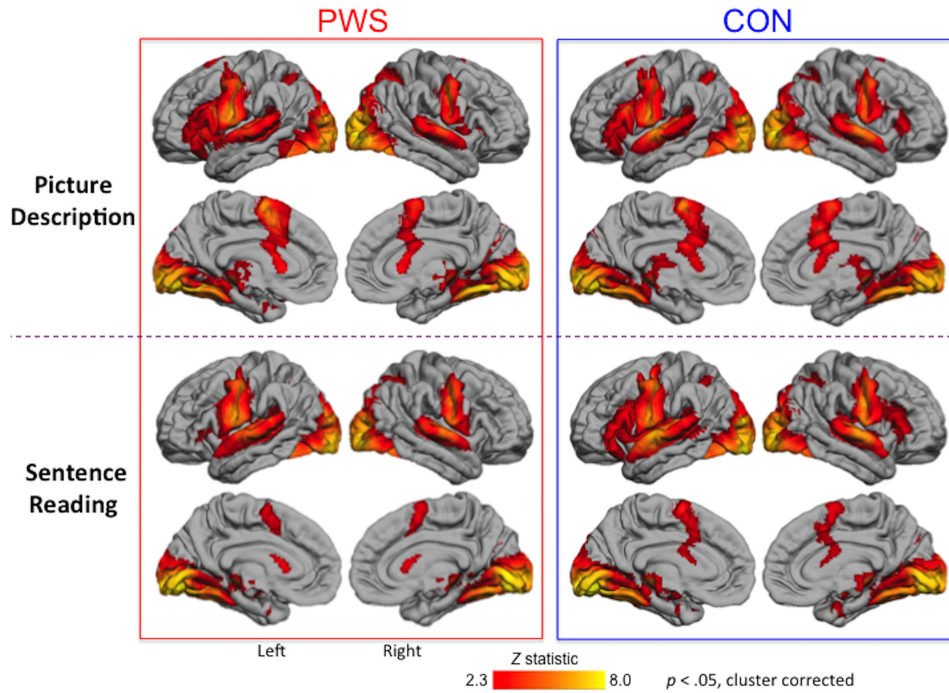 PWS
CON
Picture
Description
Sentence
Reading
Left
Right
Z statistic
2.3
8.0
p < .05, cluster corrected